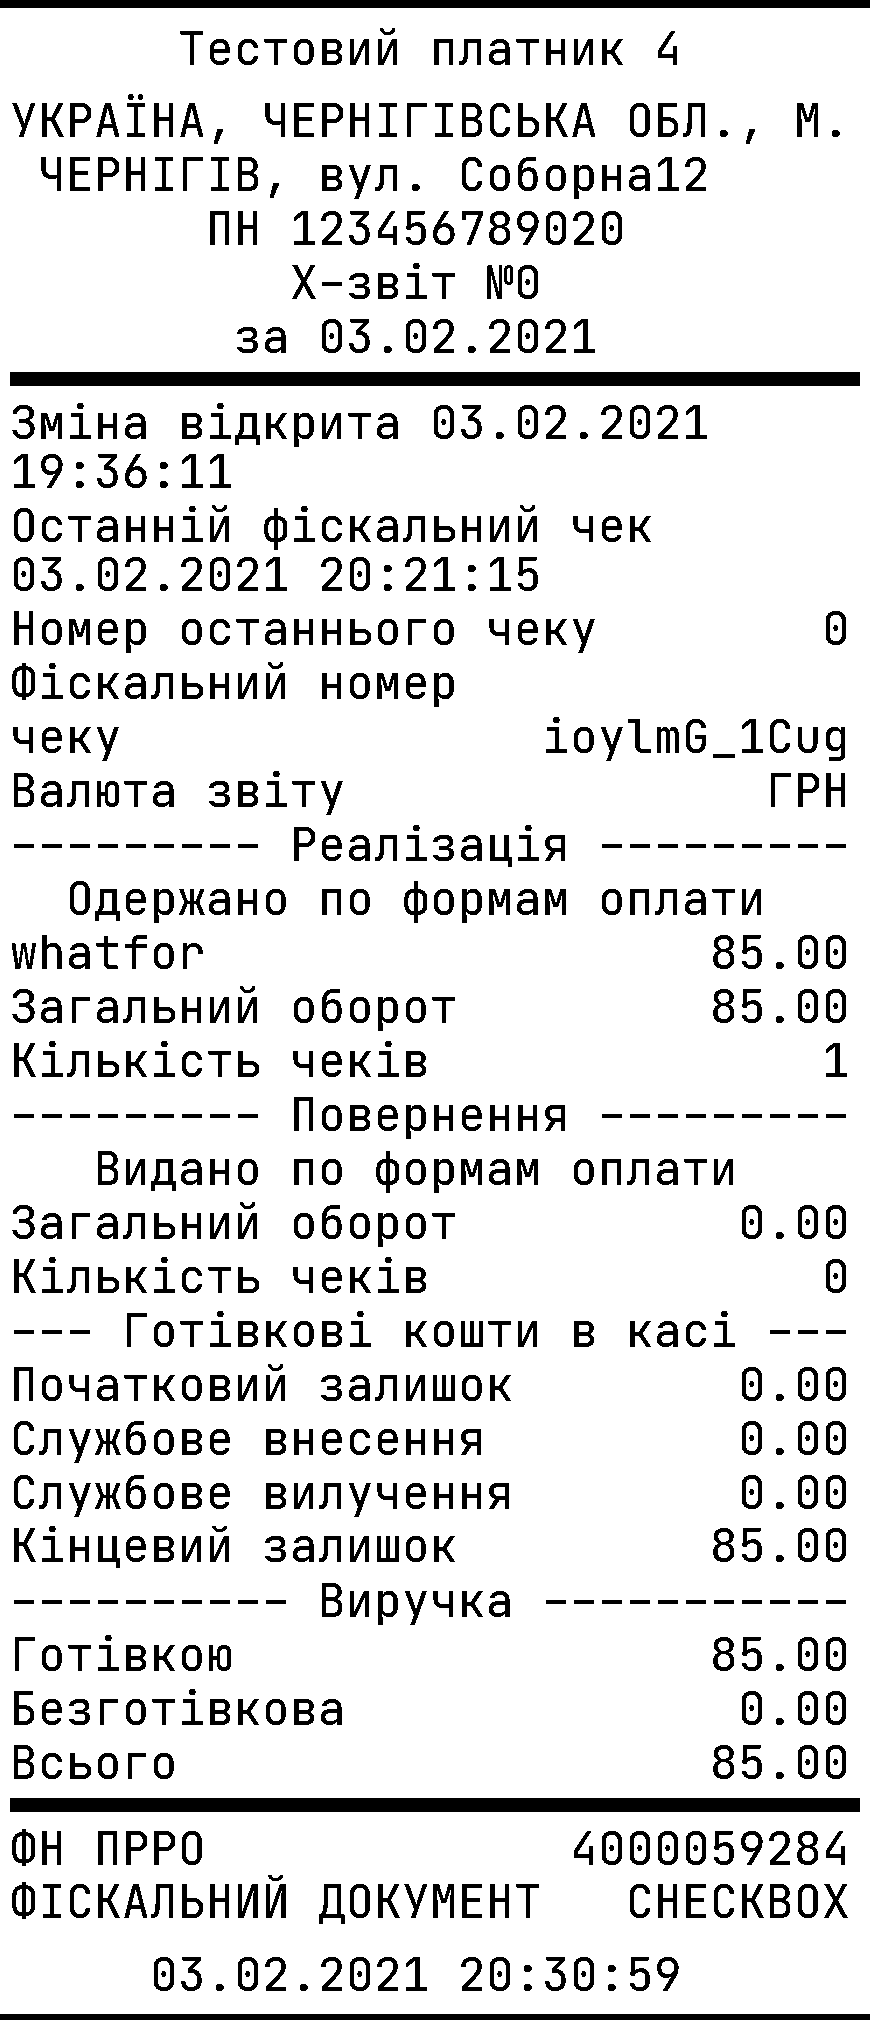 Тестовий платник 4
УКРАЇНА, ЧЕРНІГІВСЬКА ОБЛ., М.
ЧЕРНІГІВ, вул. Соборна12
ПН 123456789020
Х-звіт №0
за 03.02.2021
Зміна відкрита 03.02.2021
19:36:11
Останній фіскальний чек
03.02.2021 20:21:15
Номер останнього чеку 0
Фіскальний номер
чеку ioylmG_1Cug
Валюта звіту ГРН
--------- Реалізація ---------
Одержано по формам оплати
whatfor 85.00
Загальний оборот 85.00
Кількість чеків 1
--------- Повернення ---------
Видано по формам оплати
Загальний оборот 0.00
Кількість чеків 0
--- Готівкові кошти в касі ---
Початковий залишок 0.00
Службове внесення 0.00
Службове вилучення 0.00
Кінцевий залишок 85.00
---------- Виручка -----------
Готівкою 85.00
Безготівкова 0.00
Всього 85.00
ФН ПРРО 4000059284
ФІСКАЛЬНИЙ ДОКУМЕНТ CHECKBOX
03.02.2021 20:30:59